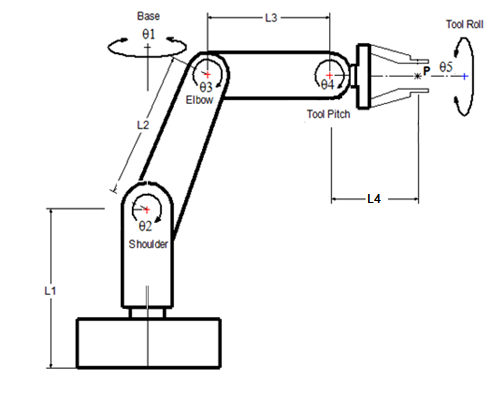 Base
θ1
L3
Tool Roll
θ3
Elbow
θ4
P
θ5
Tool Pitch
L2
L4
θ2
Shoulder
L1